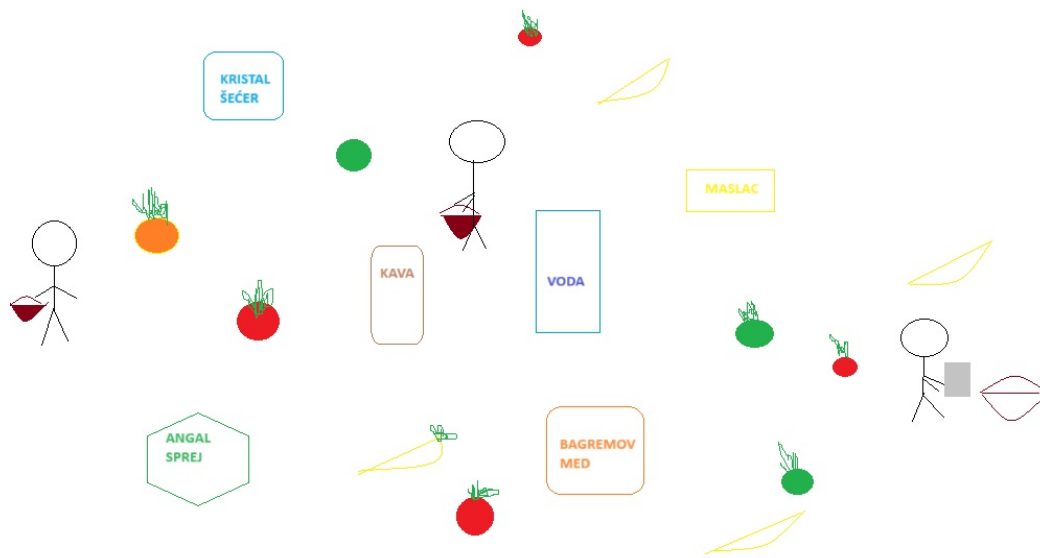 KRISTAL
ŠEĆER
MASLAC
KAVA
VODA
ANGAL
SPREJ
BAGREMOV
MED